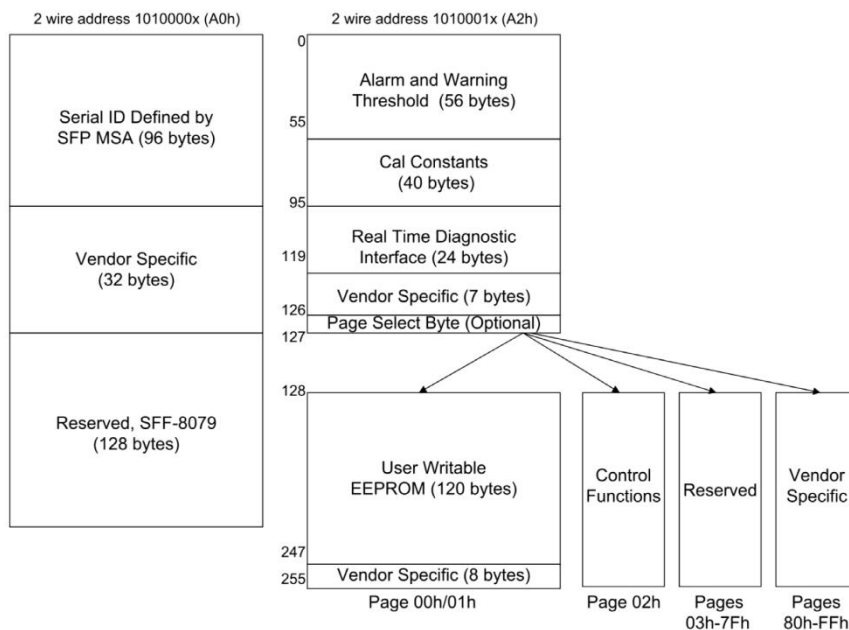 2 wire address 1010000x (A0h)
Serial ID Defined by
SFP MSA (96 bytes)
Vendor Specific
(32 bytes)
Reserved, SFF-8079
(128 bytes)
2 wire address 1010001x (A2h)
0
Alarm and Warning
Threshold (56 bytes)
55
Cal Constants
(40 bytes)
95
Real Time Diagnostic
Interface (24 bytes)
119
Vendor Specific (7 bytes)
126
Page Select Byte (Optional)
127
128
User Writable
EEPROM (120 bytes)
247
Vendor Specific (8 bytes)
255
Page 00h/01h
Control
Functions
Page 02h
Reserved
Pages
03h-7Fh
Vendor
Specific
Pages
80h-FFh